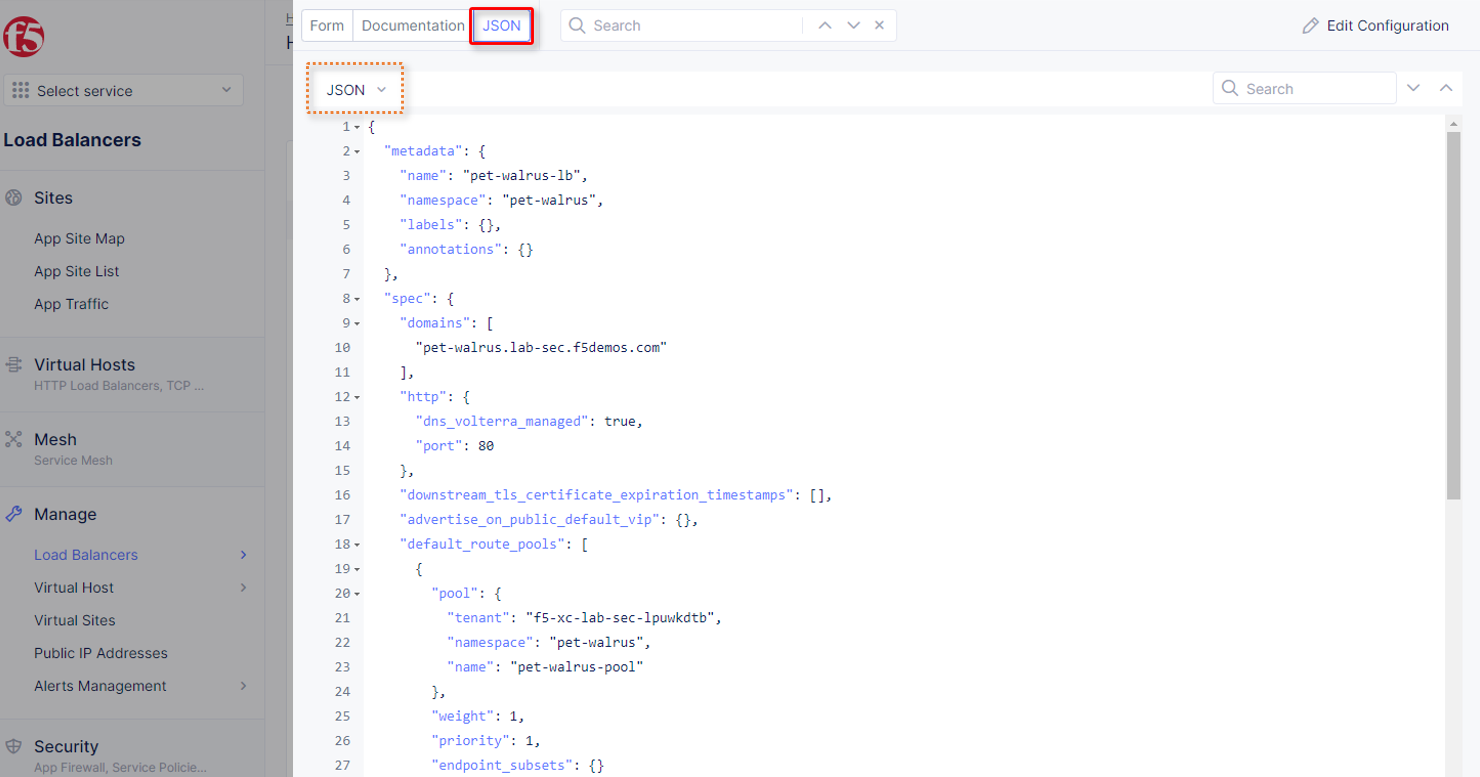 f5
Select service
Load Balancers
Sites
App Site Map
App Site List
App Traffic
Virtual Hosts
HTTP Load Balancers, TCP ...
Mesh
Service Mesh
Manage
Load Balancers
Virtual Host
Virtual Sites
Public IP Addresses
Alerts Management
Security
App Firewall, Service Policie...
H
H
Form Documentation JSON Search Edit Configuration
JSON Search
1 {
2 "metadata": {
3 "name": "pet-walrus-lb",
4 "namespace": "pet-walrus",
5 "labels": {},
6 "annotations": {}
7 },
8 "spec": {
9 "domains": [
10 "pet-walrus.lab-sec.f5demos.com"
11 ],
12 "http": {
13 "dns_volterra_managed": true,
14 "port": 80
15 },
16 "downstream_tls_certificate_expiration_timestamps": [],
17 "advertise_on_public_default_vip": {},
18 "default_route_pools": [
19 {
20 "pool": {
21 "tenant": "f5-xc-lab-sec-lpuwkdtb",
22 "namespace": "pet-walrus",
23 "name": "pet-walrus-pool"
24 },
25 "weight": 1,
26 "priority": 1,
27 "endpoint_subsets": {}